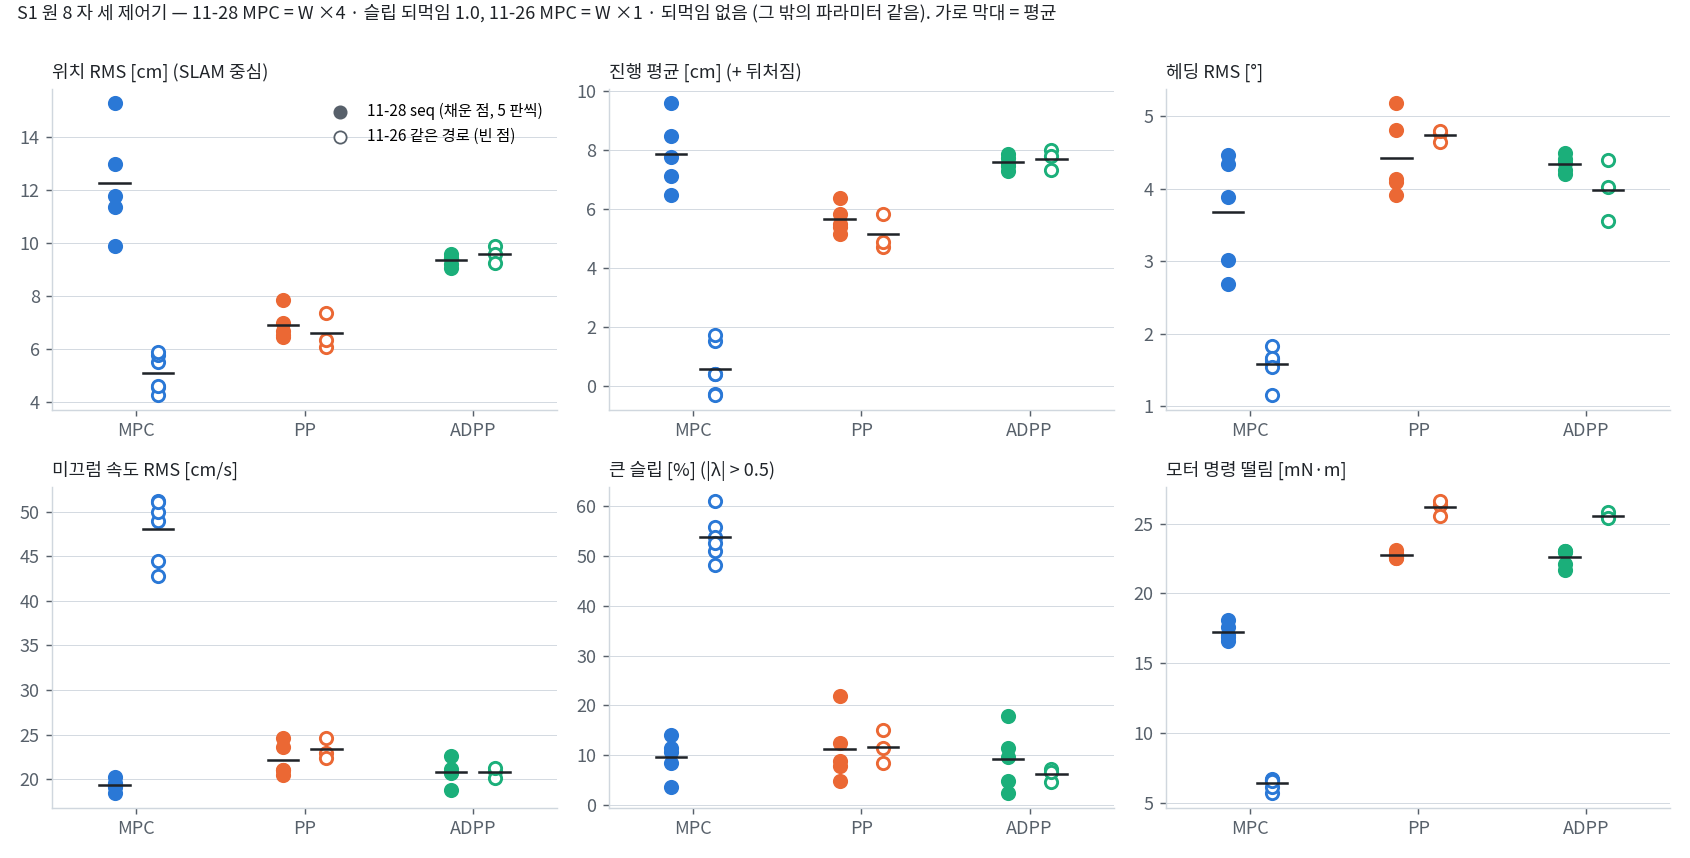 S1 원 8 자 세 제어기 — 11-28 MPC = W ×4 · 슬립 되먹임 1.0, 11-26 MPC = W ×1 · 되먹임 없음 (그 밖의 파라미터 같음). 가로 막대 = 평균
위치 RMS [cm] (SLAM 중심)
11-28 seq (채운 점, 5 판씩)
11-26 같은 경로 (빈 점)
14
12
10
8
6
4
MPC
PP
ADPP
진행 평균 [cm] (+ 뒤처짐)
10
8
6
4
2
0
MPC
PP
ADPP
헤딩 RMS [°]
5
4
3
2
1
MPC
PP
ADPP
미끄럼 속도 RMS [cm/s]
50
45
40
35
30
25
20
MPC
PP
ADPP
큰 슬립 [%] (|λ| > 0.5)
60
50
40
30
20
10
0
MPC
PP
ADPP
모터 명령 떨림 [mN·m]
25
20
15
10
5
MPC
PP
ADPP